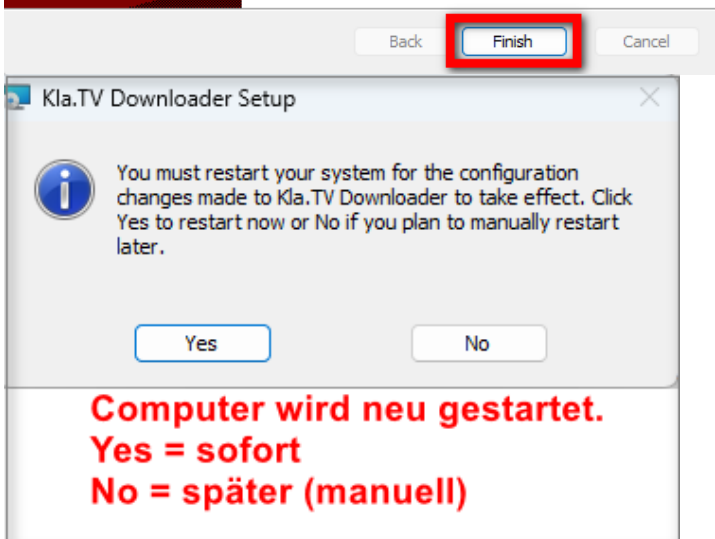 Back Finish Cancel
Kla.TV Downloader Setup
You must restart your system for the configuration
changes made to Kla.TV Downloader to take effect. Click
Yes to restart now or No if you plan to manually restart
later.
Yes No
Computer wird neu gestartet.
Yes = sofort
No = später (manuell)